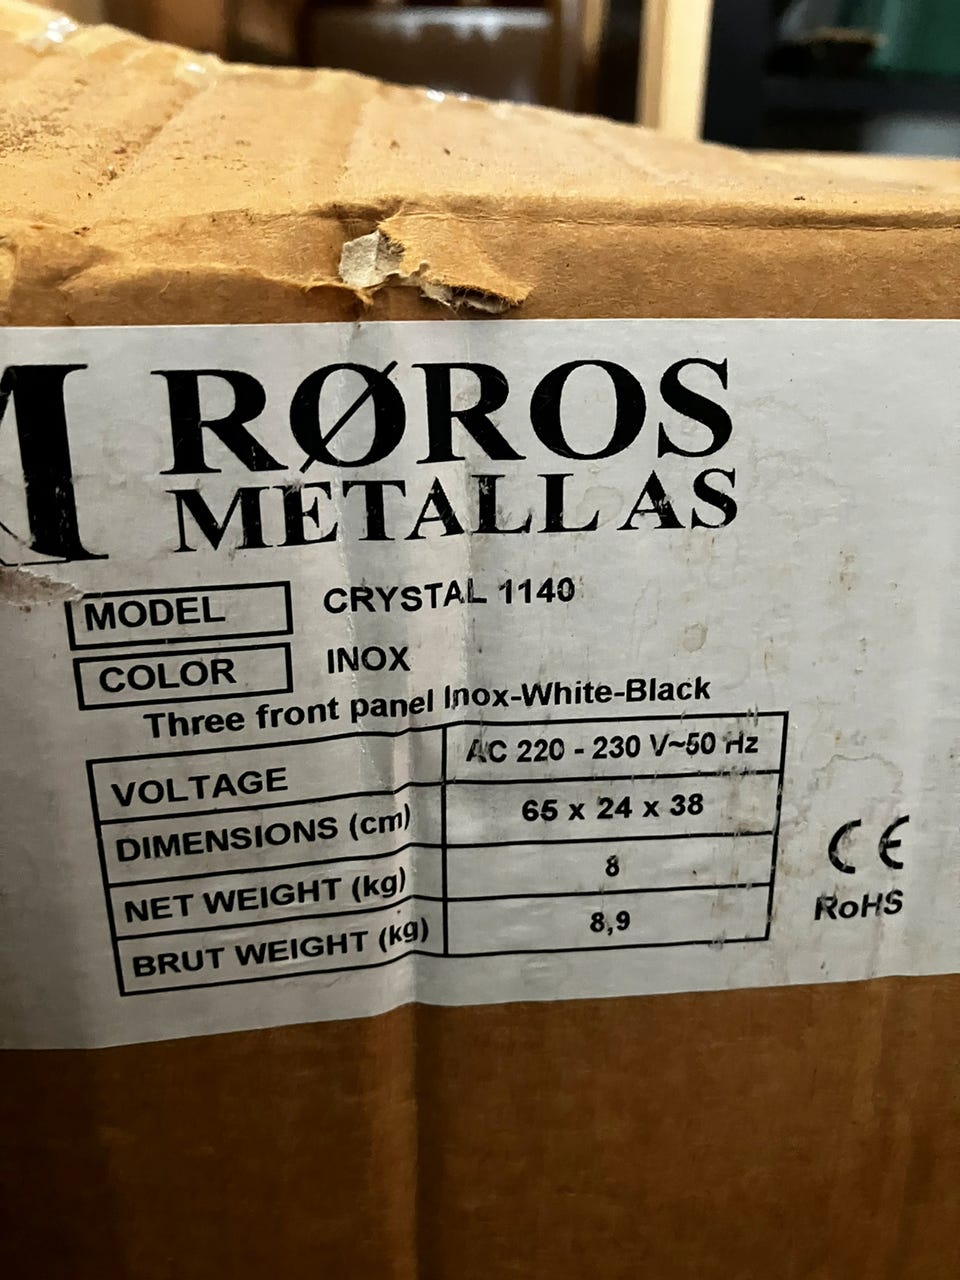 RØROS
METALL AS
MODEL CRYSTAL 1140
COLOR INOX
Three front panel Inox-White-Black
VOLTAGE AC 220 - 230 V~50 Hz
DIMENSIONS (cm) 65 x 24 x 38
NET WEIGHT (kg) 8
BRUT WEIGHT (kg) 8,9
CE
RoHS